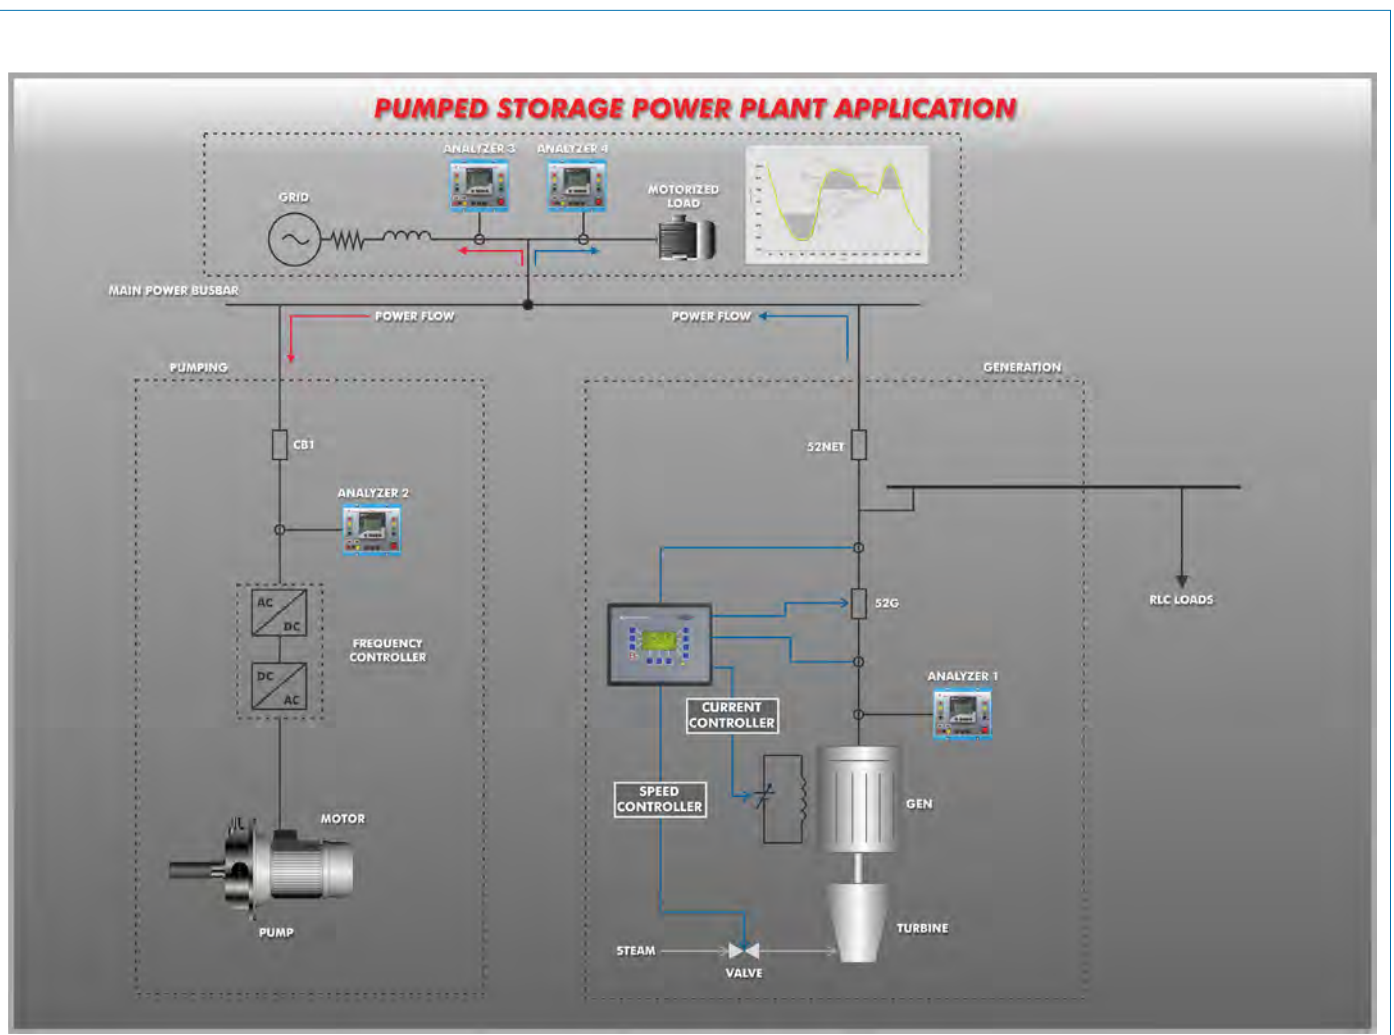 PUMPED STORAGE POWER PLANT APPLICATION
ANALYZER 3
ANALYZER 4
GRID
MOTORIZED
LOAD
MAIN POWER BUSBAR
POWER FLOW
POWER FLOW
PUMPING
GENERATION
CB1
52NET
ANALYZER 2
AC
DC
52G
RLC LOADS
FREQUENCY
CONTROLLER
DC
AC
ANALYZER 1
CURRENT
CONTROLLER
SPEED
CONTROLLER
GEN
MOTOR
PUMP
TURBINE
STEAM
VALVE